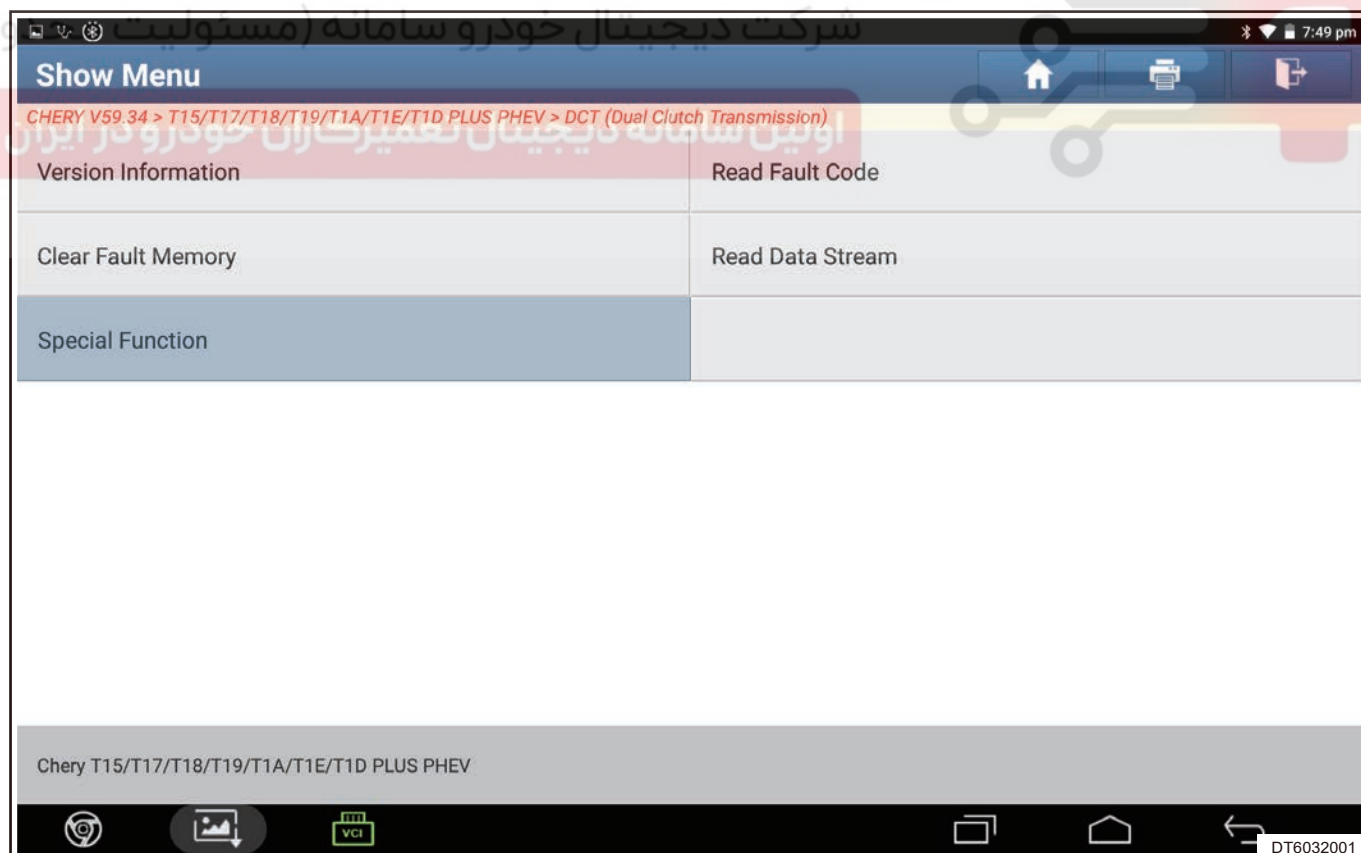 شرکت دیجیتال خودرو سامانه (مسئولیت
7:49 pm
Show Menu
CHERY V59.34 > T15/T17/T18/T19/T1A/T1E/T1D PLUS PHEV > DCT (Dual Clutch Transmission)
اولین سامانه دیجیتال تعمیرکاران خودرو در ایران
Version Information
Read Fault Code
Clear Fault Memory
Read Data Stream
Special Function
Chery T15/T17/T18/T19/T1A/T1E/T1D PLUS PHEV
VCI
DT6032001